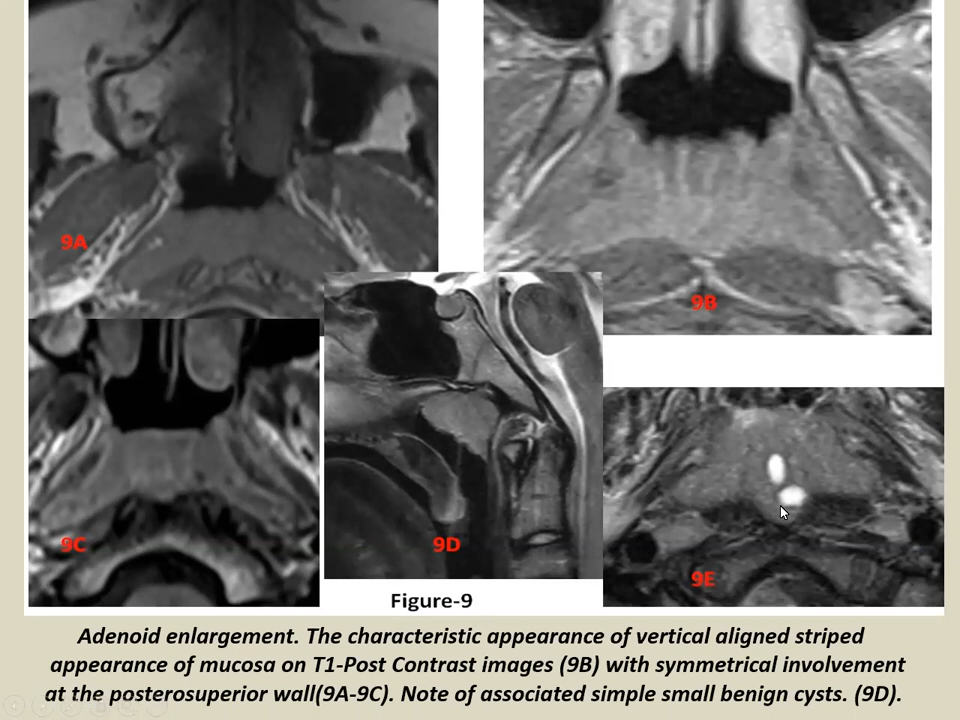 9A
9B
9C
9D
9E
Figure-9
Adenoid enlargement. The characteristic appearance of vertical aligned striped
appearance of mucosa on T1-Post Contrast images (9B) with symmetrical involvement
at the posterosuperior wall(9A-9C). Note of associated simple small benign cysts. (9D).